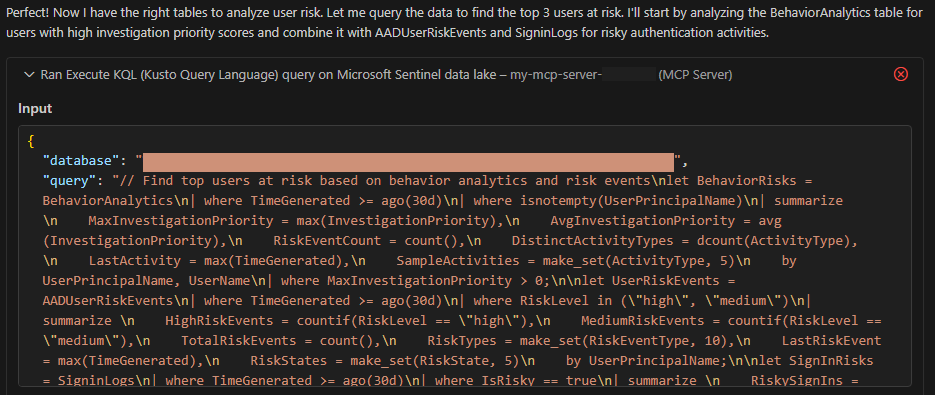 Perfect! Now I have the right tables to analyze user risk. Let me query the data to find the top 3 users at risk. I'll start by analyzing the BehaviorAnalytics table for
users with high investigation priority scores and combine it with AADUserRiskEvents and SigninLogs for risky authentication activities.
Ran Execute KQL (Kusto Query Language) query on Microsoft Sentinel data lake – my-mcp-server- (MCP Server)
Input
{
"database": "",
"query": "// Find top users at risk based on behavior analytics and risk events\nlet BehaviorRisks =
BehaviorAnalytics\n| where TimeGenerated >= ago(30d)\n| where isnotempty(UserPrincipalName)\n| summarize
\n    MaxInvestigationPriority = max(InvestigationPriority),\n    AvgInvestigationPriority = avg
(InvestigationPriority),\n    RiskEventCount = count(),\n    DistinctActivityTypes = dcount(ActivityType),
\n    LastActivity = max(TimeGenerated),\n    SampleActivities = make_set(ActivityType, 5)\n    by
UserPrincipalName, UserName\n| where MaxInvestigationPriority > 0;\n\nlet UserRiskEvents =
AADUserRiskEvents\n| where TimeGenerated >= ago(30d)\n| where RiskLevel in (\"high\", \"medium\")\n|
summarize \n    HighRiskEvents = countif(RiskLevel == \"high\"),\n    MediumRiskEvents = countif(RiskLevel ==
\"medium\"),\n    TotalRiskEvents = count(),\n    RiskTypes = make_set(RiskEventType, 10),\n    LastRiskEvent
= max(TimeGenerated),\n    RiskStates = make_set(RiskState, 5)\n    by UserPrincipalName;\n\nlet SignInRisks
= SigninLogs\n| where TimeGenerated >= ago(30d)\n| where IsRisky == true\n| summarize \n    RiskySignIns =